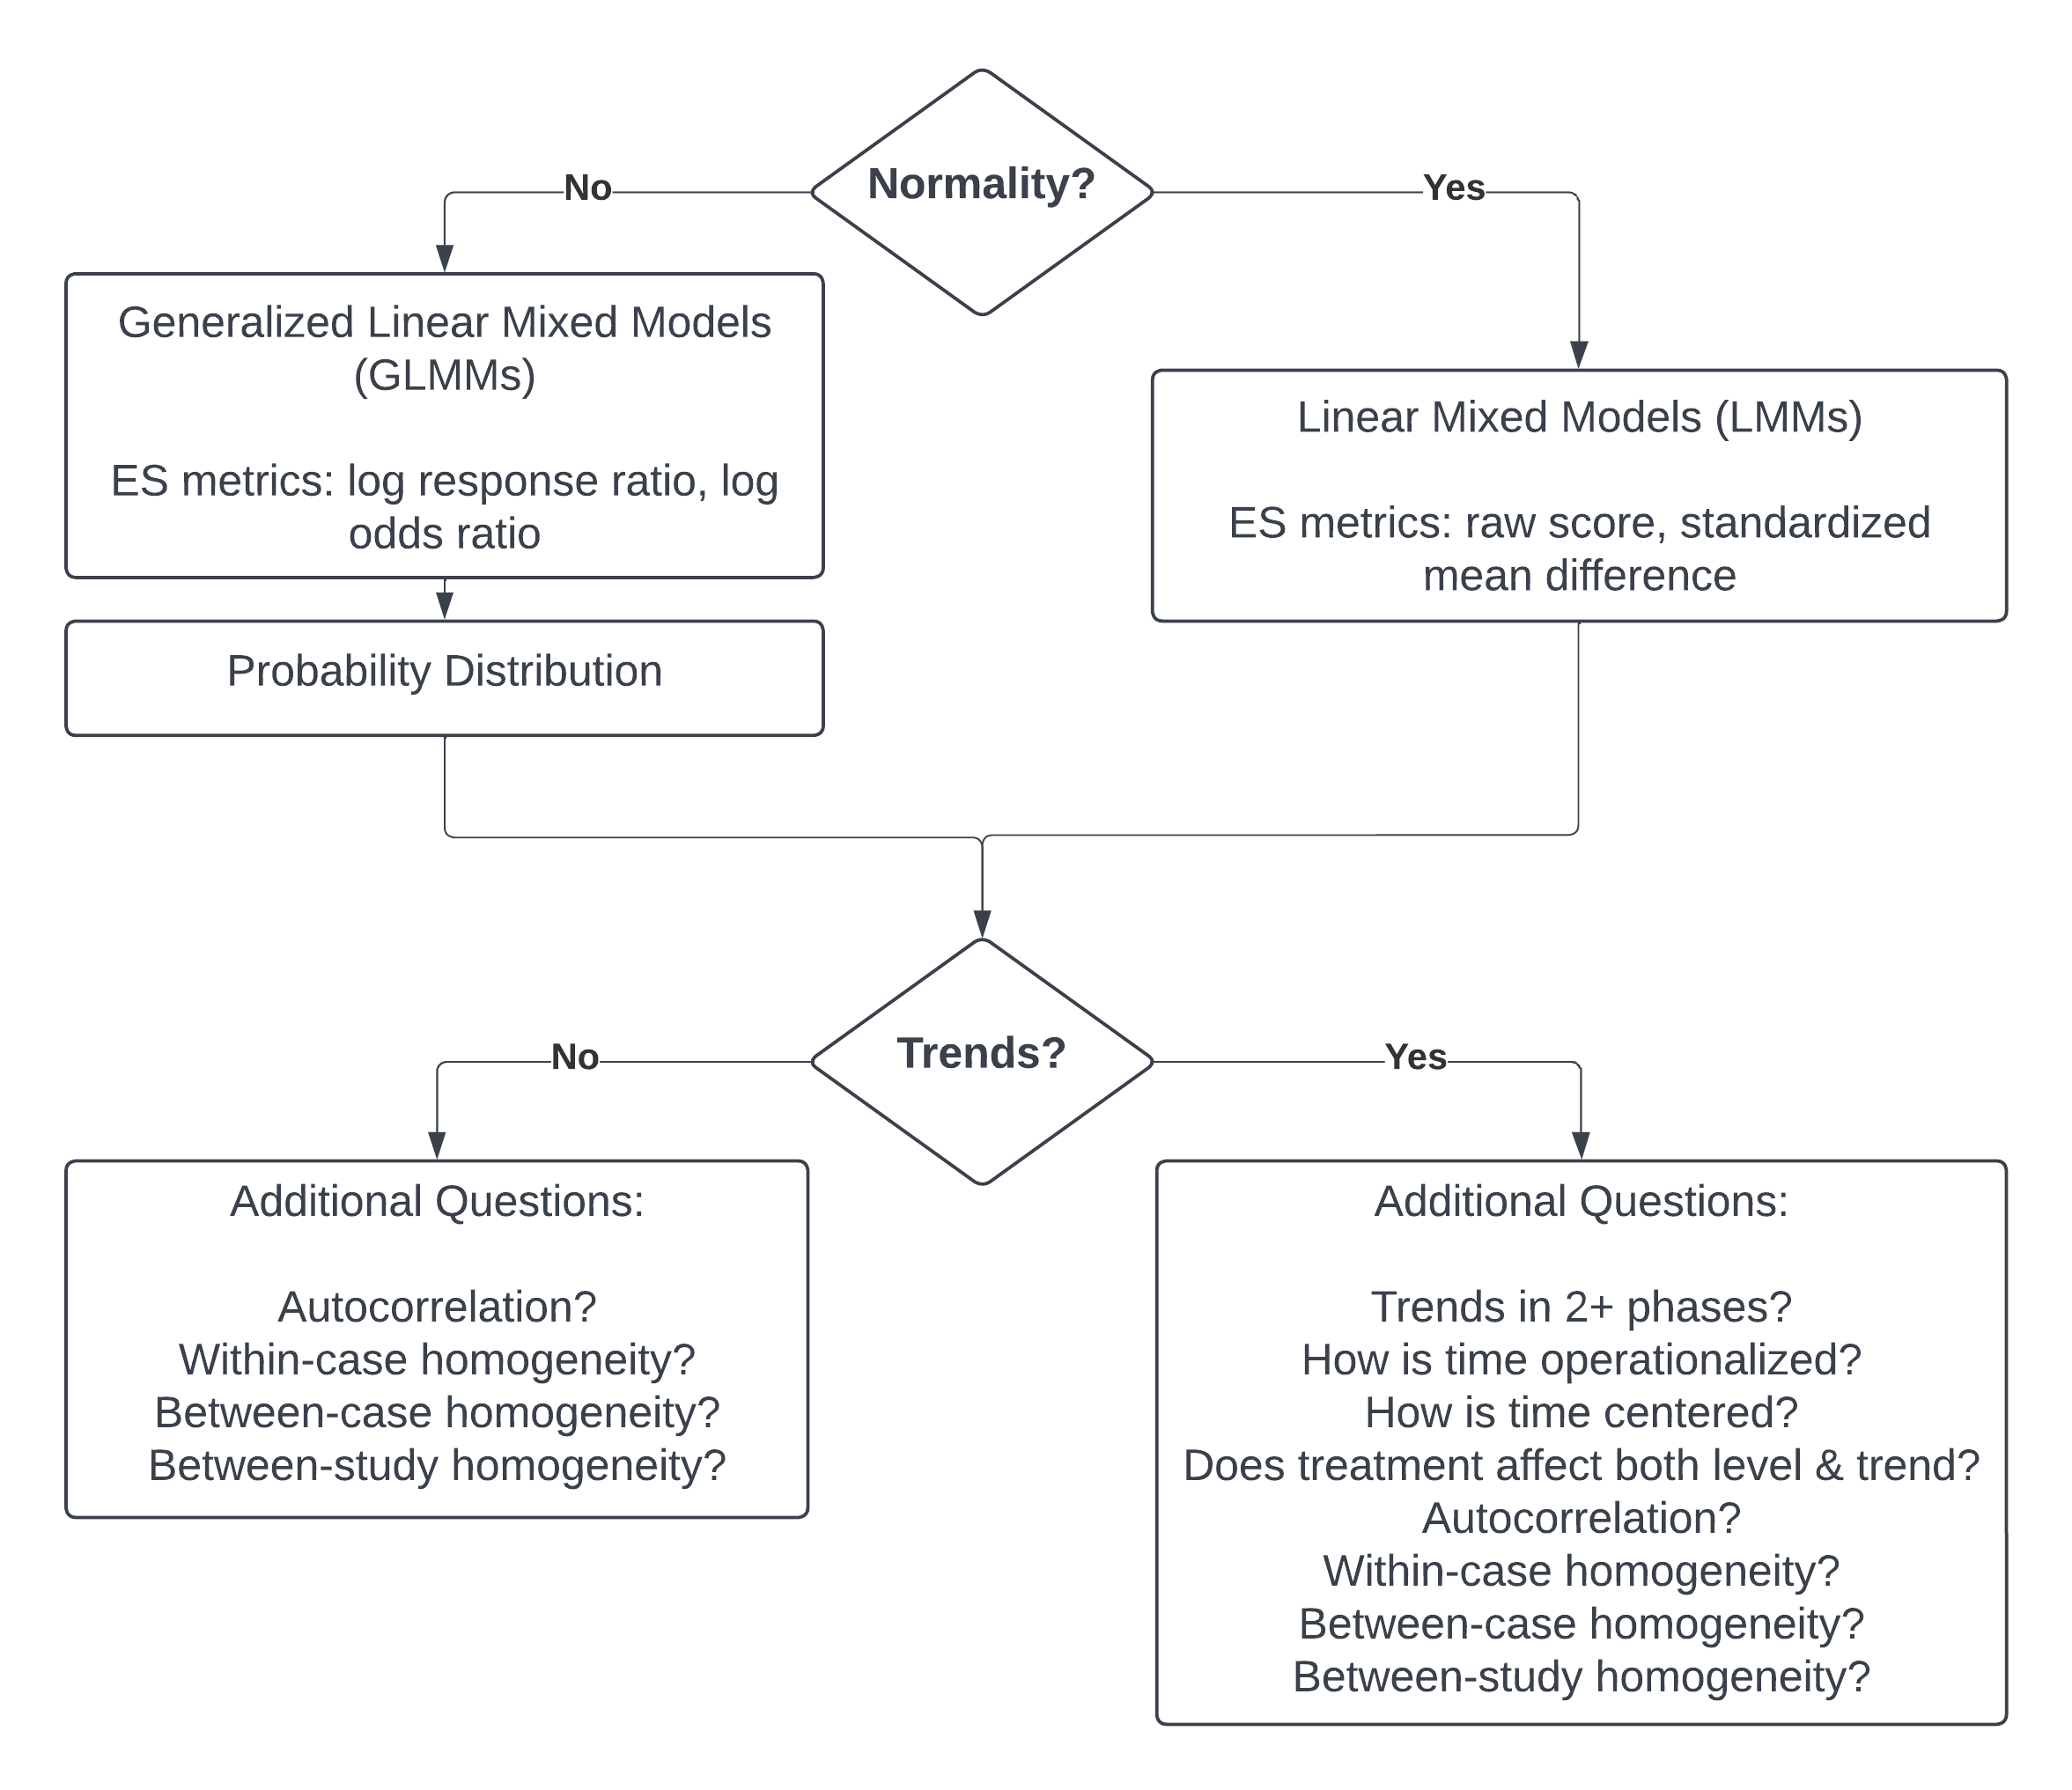 Normality?
No
Yes
Generalized Linear Mixed Models
(GLMMs)
ES metrics: log response ratio, log
odds ratio
Linear Mixed Models (LMMs)
ES metrics: raw score, standardized
mean difference
Probability Distribution
Trends?
No
Yes
Additional Questions:
Autocorrelation?
Within-case homogeneity?
Between-case homogeneity?
Between-study homogeneity?
Additional Questions:
Trends in 2+ phases?
How is time operationalized?
How is time centered?
Does treatment affect both level & trend?
Autocorrelation?
Within-case homogeneity?
Between-case homogeneity?
Between-study homogeneity?